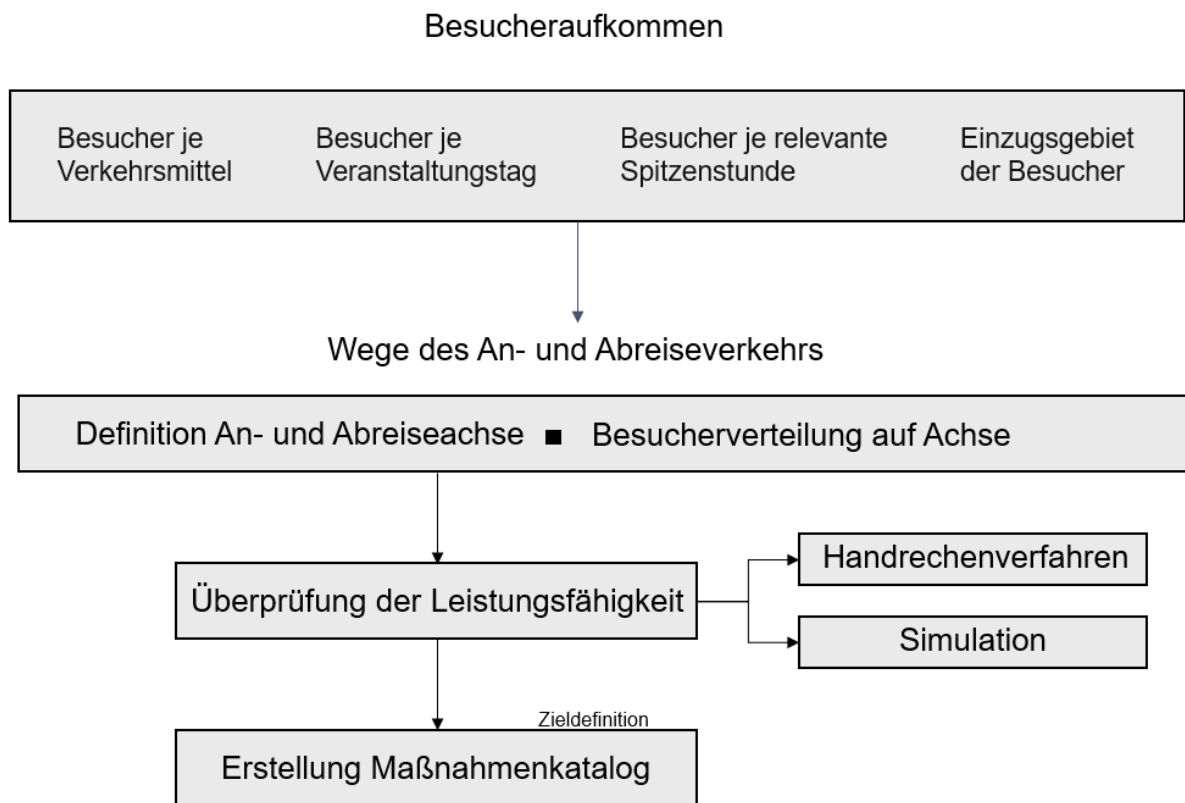 Besucheraufkommen
Besucher je
Verkehrsmittel
Besucher je
Veranstaltungstag
Besucher je relevante
Spitzenstunde
Einzugsgebiet
der Besucher
Wege des An- und Abreiseverkehrs
Definition An- und Abreiseachse ■ Besucherverteilung auf Achse
Überprüfung der Leistungsfähigkeit
Handrechenverfahren
Simulation
Zieldefinition
Erstellung Maßnahmenkatalog